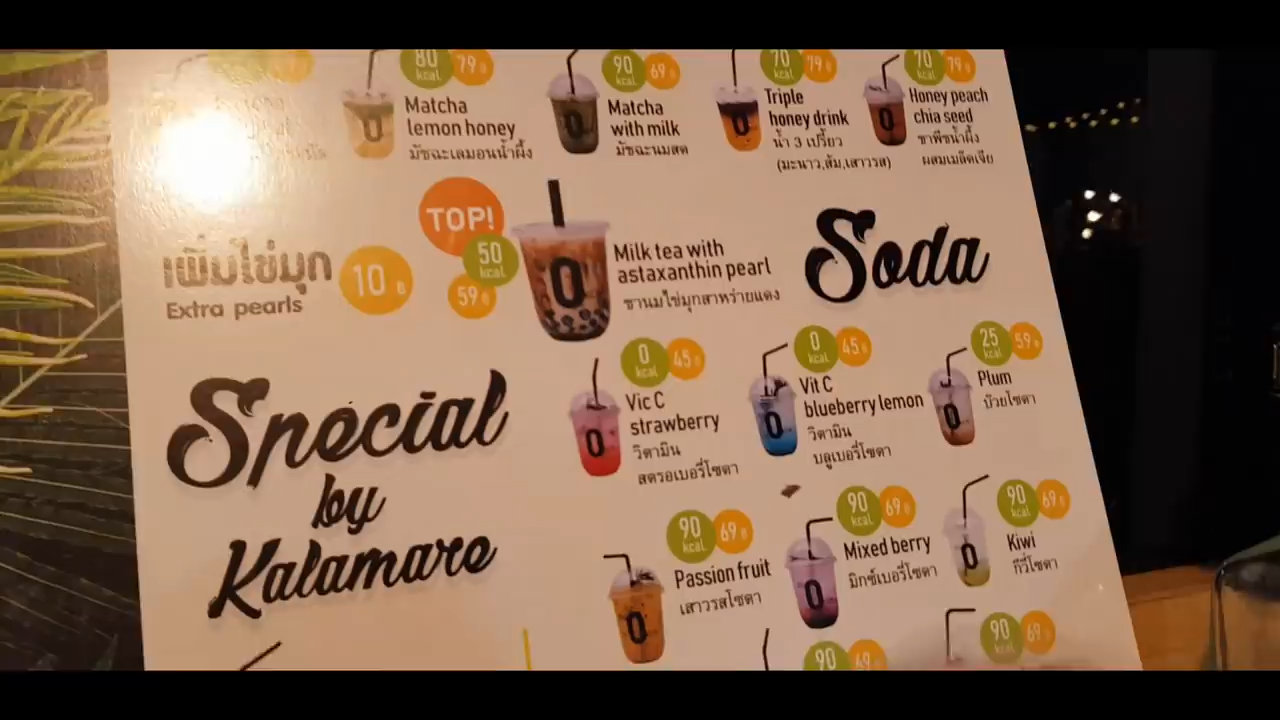 80
kcal
79 ฿
Matcha
lemon honey
มัชฉะเลมอนน้ำผึ้ง
90
kcal
69 ฿
Matcha
with milk
มัชฉะนมสด
70
kcal
79 ฿
Triple
honey drink
น้ำ 3 เปรี้ยว
(มะนาว,ส้ม,เสาวรส)
70
kcal
79 ฿
Honey peach
chia seed
ชาพีชน้ำผึ้ง
ผสมเมล็ดเจีย
เพิ่มไข่มุก
Extra pearls
10 ฿
TOP!
50
kcal
59 ฿
Milk tea with
astaxanthin pearl
ชานมไข่มุกสาหร่ายแดง
Soda
0
kcal
45 ฿
Vic C
strawberry
วิตามิน
สตรอเบอรี่โซดา
0
kcal
45 ฿
Vit C
blueberry lemon
วิตามิน
บลูเบอรี่โซดา
25
kcal
59 ฿
Plum
บ๊วยโซดา
Special
by
Kalamare
90
kcal
69 ฿
Passion fruit
เสาวรสโซดา
90
kcal
69 ฿
Mixed berry
มิกซ์เบอรี่โซดา
90
kcal
69 ฿
Kiwi
กีวี่โซดา
90
kcal
69 ฿
90
kcal
69 ฿